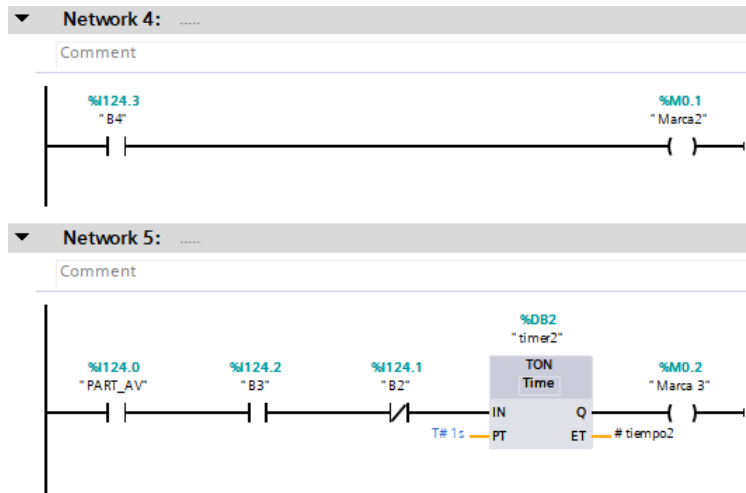 Network 4: .....
Comment
%I124.3 %M0.1
"B4" "Marca2"
Network 5: .....
Comment
%DB2
"timer2"
%I124.0 %I124.2 %I124.1 TON %M0.2
"PART_AV" "B3" "B2" Time "Marca 3"
IN Q
T# 1s PT ET # tiempo2